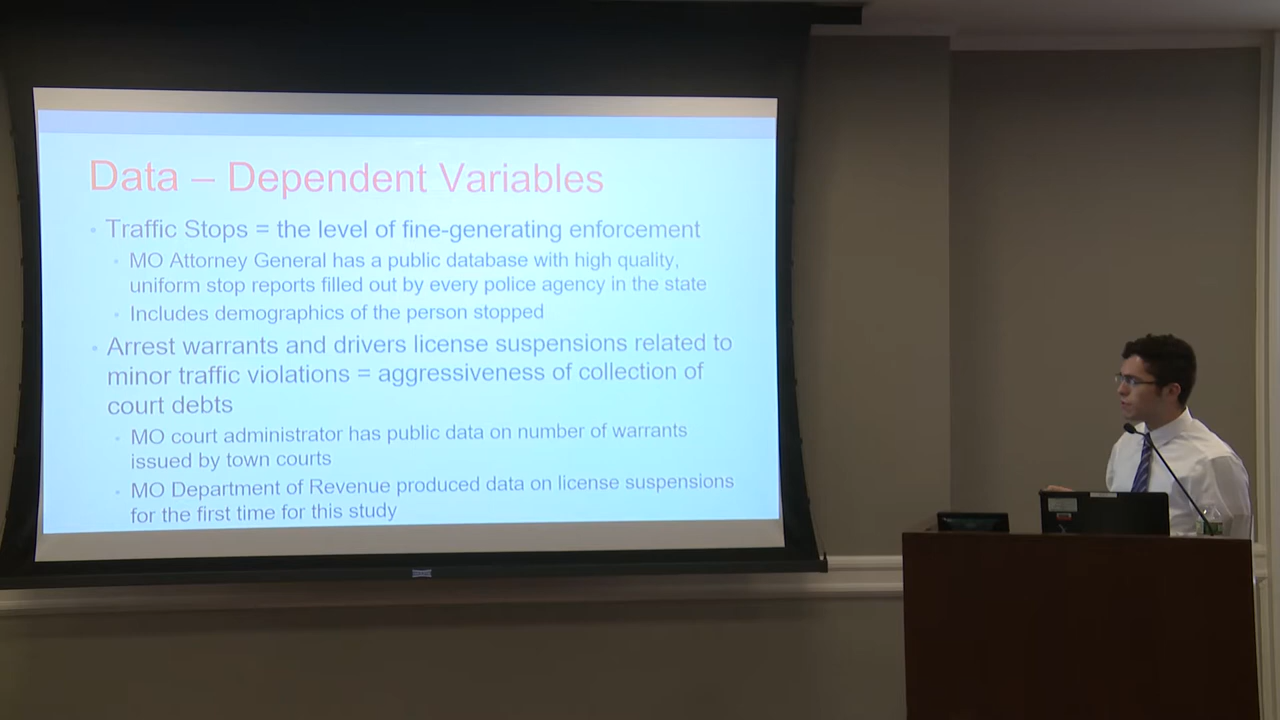 Data – Dependent Variables
• Traffic Stops = the level of fine-generating enforcement
• MO Attorney General has a public database with high quality,
uniform stop reports filled out by every police agency in the state
• Includes demographics of the person stopped
• Arrest warrants and drivers license suspensions related to
minor traffic violations = aggressiveness of collection of
court debts
• MO court administrator has public data on number of warrants
issued by town courts
• MO Department of Revenue produced data on license suspensions
for the first time for this study